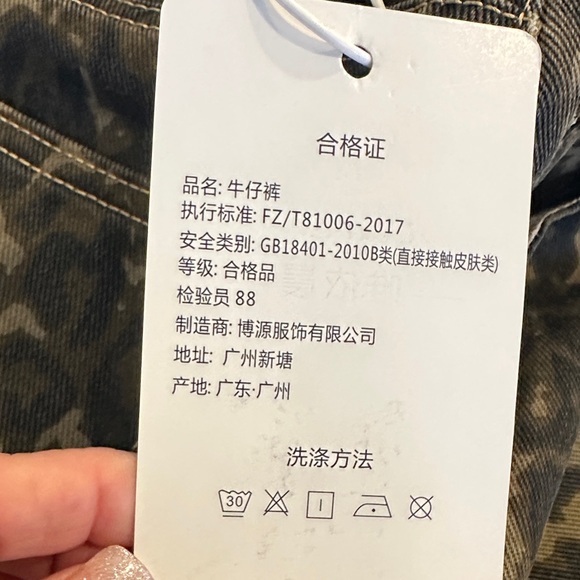 合格证
品名: 牛仔裤
执行标准: FZ/T81006-2017
安全类别: GB18401-2010B类(直接接触皮肤类)
等级: 合格品
检验员 88
制造商: 博源服饰有限公司
地址: 广州新塘
产地: 广东·广州
洗涤方法
30